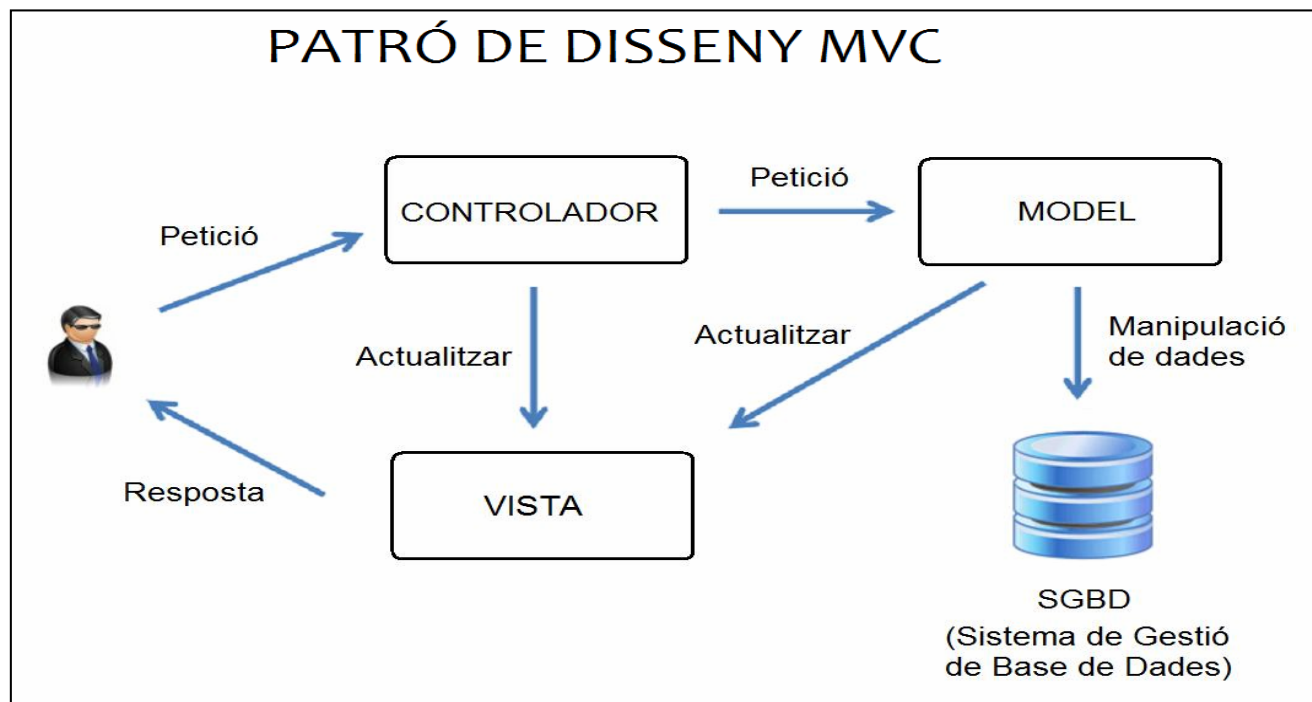 PATRÓ DE DISSENY MVC
Petició
CONTROLADOR
Petició
MODEL
Actualitzar
Actualitzar
Manipulació
de dades
Resposta
VISTA
SGBD
(Sistema de Gestió
de Base de Dades)